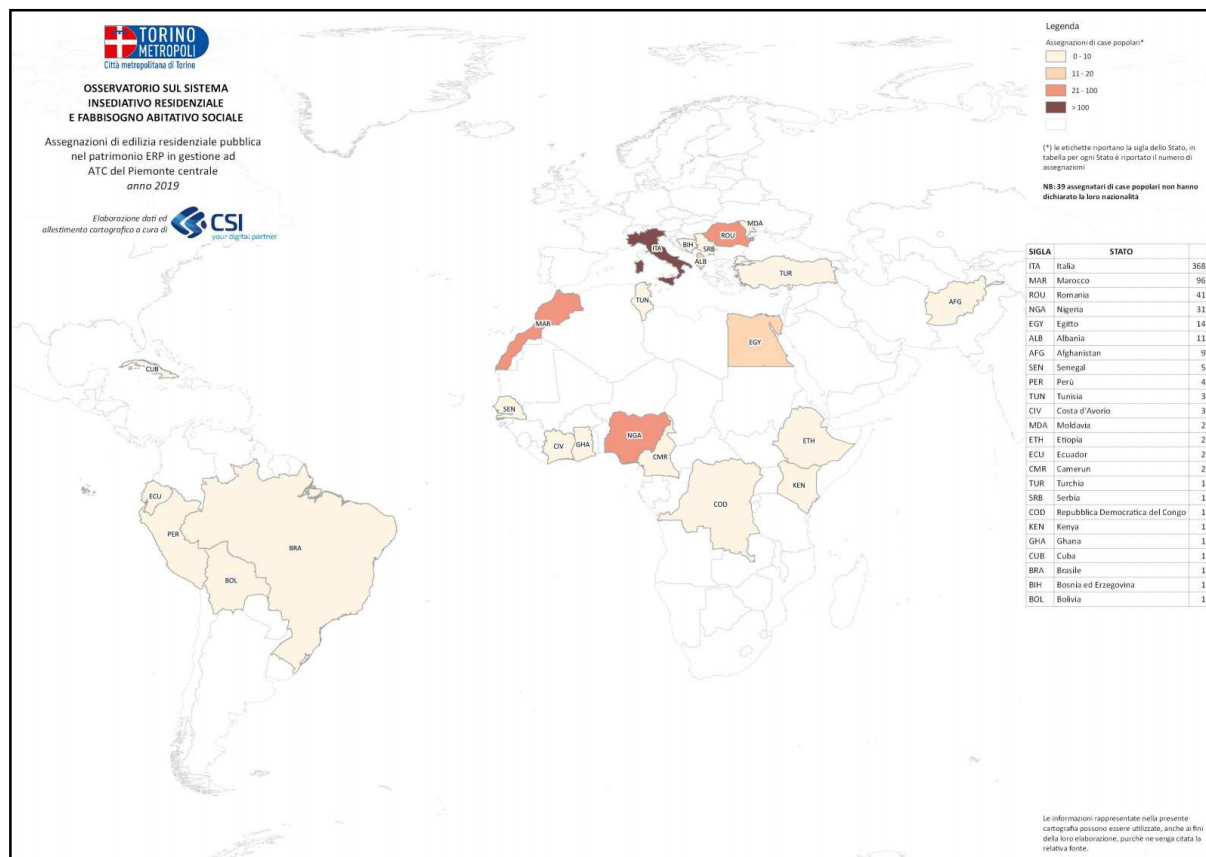 TORINO
METROPOLI
Città metropolitana di Torino
OSSERVATORIO SUL SISTEMA
INSEDIATIVO RESIDENZIALE
E FABBISOGNO ABITATIVO SOCIALE
Assegnazioni di edilizia residenziale pubblica
nel patrimonio ERP in gestione ad
ATC del Piemonte centrale
anno 2019
Elaborazione dati ed
allestimento cartografico a cura di
CSI
your digital partner
Legenda
Assegnazioni di case popolari*
0 - 10
11 - 20
21 - 100
> 100
(*) le etichette riportano la sigla dello Stato, in
tabella per ogni Stato è riportato il numero di
assegnazioni
NB: 39 assegnatari di case popolari non hanno
dichiarato la loro nazionalità
SIGLA STATO
ITA Italia 368
MAR Marocco 96
ROU Romania 41
NGA Nigeria 31
EGY Egitto 14
ALB Albania 11
AFG Afghanistan 9
SEN Senegal 5
PER Perù 4
TUN Tunisia 3
CIV Costa d'Avorio 3
MDA Moldavia 2
ETH Etiopia 2
ECU Ecuador 2
CMR Camerun 2
TUR Turchia 1
SRB Serbia 1
COD Repubblica Democratica del Congo 1
KEN Kenya 1
GHA Ghana 1
CUB Cuba 1
BRA Brasile 1
BIH Bosnia ed Erzegovina 1
BOL Bolivia 1
MDA
ROU
BIH
ITA
SRB
ALB
TUR
TUN
AFG
MAR
EGY
CUB
SEN
NGA
CIV
GHA
ETH
CMR
KEN
ECU
COD
PER
BRA
BOL
Le informazioni rappresentate nella presente
cartografia possono essere utilizzate, anche ai fini
della loro elaborazione, purchè ne venga citata la
relativa fonte.